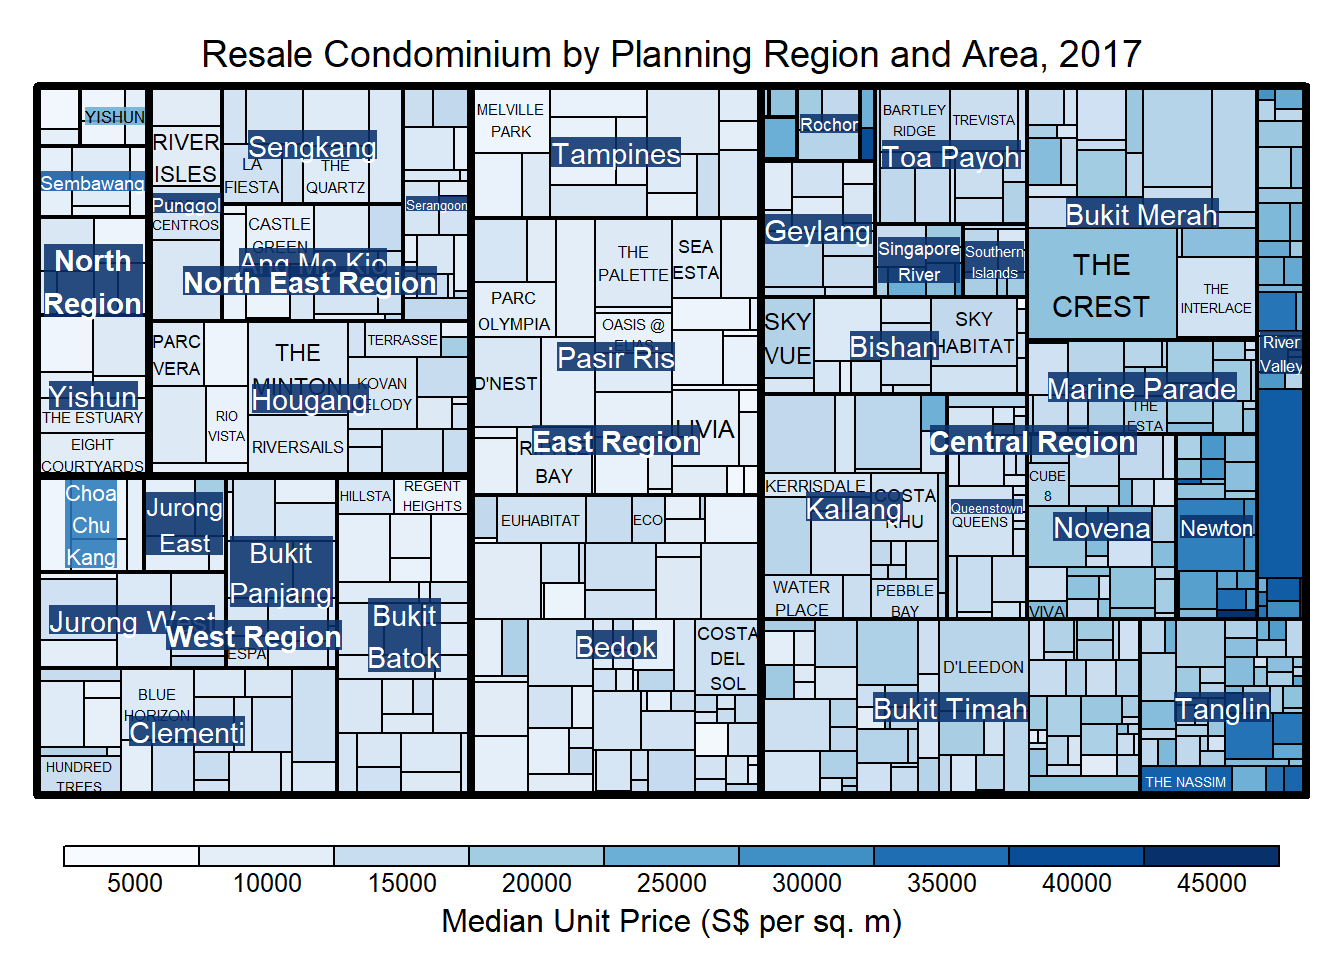 Resale Condominium by Planning Region and Area, 2017
YISHUN
Sembawang
North
Region
Yishun
THE ESTUARY
EIGHT
COURTYARDS
RIVER
ISLES
Punggol
CENTROS
Sengkang
LA
FIESTA
THE
QUARTZ
Serangoon
CASTLE
GREEN
Ang Mo Kio
North East Region
PARC
VERA
THE
MINTON
TERRASSE
KOVAN
MELODY
Hougang
RIO
VISTA
RIVERSAILS
MELVILLE
PARK
Tampines
THE
PALETTE
SEA
ESTA
PARC
OLYMPIA
OASIS @
ELIAS
Pasir Ris
D'NEST
LIVIA
East Region
BAY
EUHABITAT
ECO
Bedok
COSTA
DEL
SOL
Choa
Chu
Kang
Jurong
East
Bukit
Panjang
HILLSTA
REGENT
HEIGHTS
Jurong West
West Region
ESPA
Bukit
Batok
BLUE
HORIZON
Clementi
HUNDRED
TREES
Rochor
BARTLEY
RIDGE
TREVISTA
Toa Payoh
Geylang
Singapore
River
Southern
Islands
Bukit Merah
THE
CREST
THE
INTERLACE
River
Valley
SKY
VUE
Bishan
SKY
HABITAT
Marine Parade
THE
ESTA
Central Region
KERRISDALE
COSTA
RHU
Kallang
Queenstown
QUEENS
CUBE
8
Novena
Newton
WATER
PLACE
PEBBLE
BAY
VIVA
D'LEEDON
Bukit Timah
Tanglin
THE NASSIM
5000 10000 15000 20000 25000 30000 35000 40000 45000
Median Unit Price (S$ per sq. m)